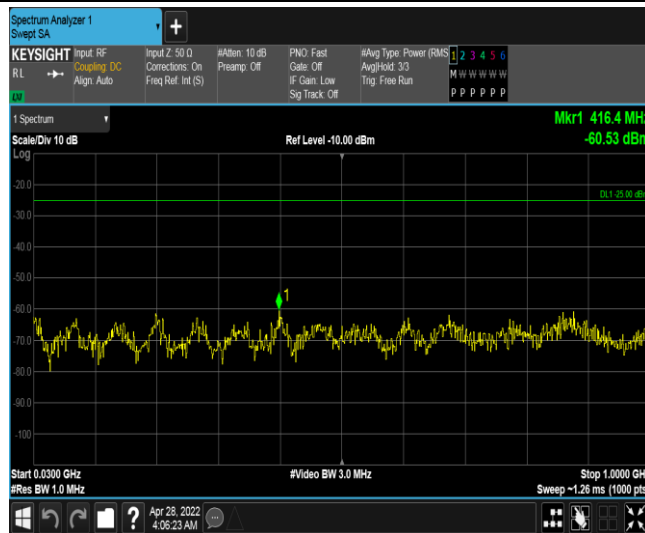 Spectrum Analyzer 1
Swept SA
+
KEYSIGHT
RL
Input: RF
Coupling: DC
Align: Auto
Input Z: 50 Ω
Corrections: On
Freq Ref: Int (S)
#Atten: 10 dB
Preamp: Off
PNO: Fast
Gate: Off
IF Gain: Low
Sig Track: Off
#Avg Type: Power (RMS
Avg|Hold: 3/3
Trig: Free Run
1 2 3 4 5 6
M W W W W W
P P P P P P
1 Spectrum
Scale/Div 10 dB
Ref Level -10.00 dBm
Mkr1 416.4 MH
-60.53 dBm
Log
DL1 -25.00 dB
-20.0
-30.0
-40.0
-50.0
-60.0
-70.0
-80.0
-90.0
-100
1
Start 0.0300 GHz
#Res BW 1.0 MHz
#Video BW 3.0 MHz
Stop 1.0000 GH
Sweep ~1.26 ms (1000 pts
?
Apr 28, 2022
4:06:23 AM